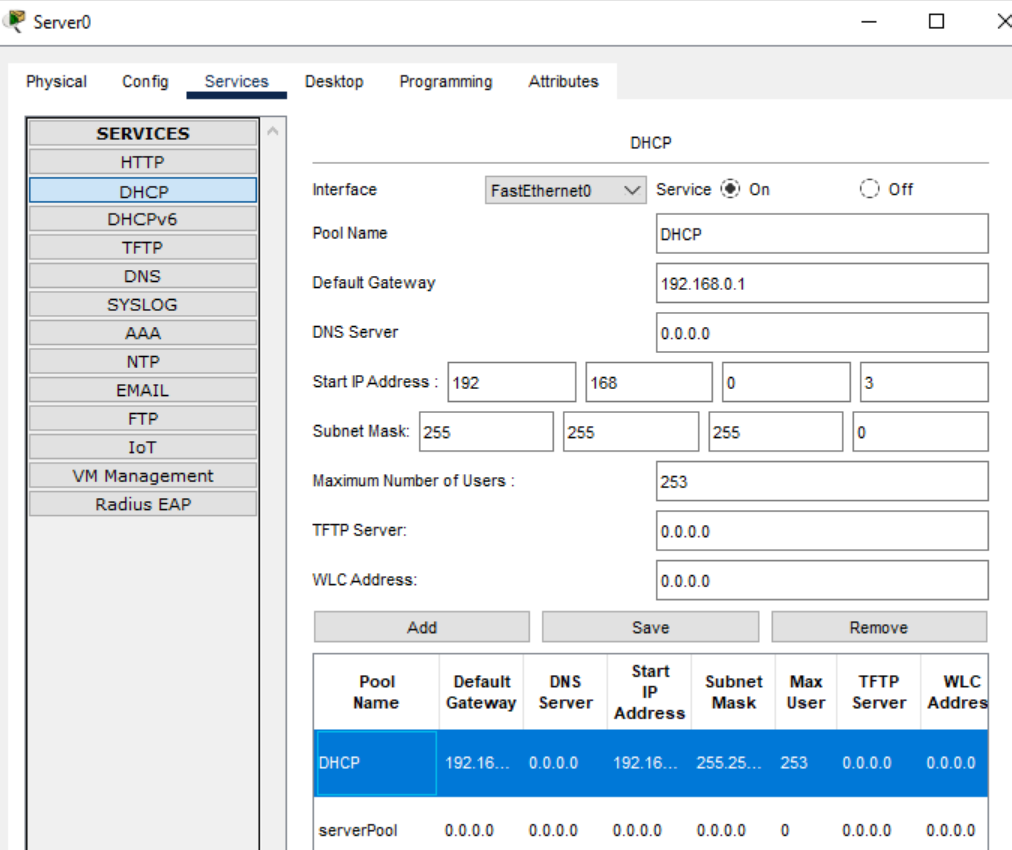 Server0
Physical Config Services Desktop Programming Attributes
SERVICES
HTTP
DHCP
DHCPv6
TFTP
DNS
SYSLOG
AAA
NTP
EMAIL
FTP
IoT
VM Management
Radius EAP
DHCP
Interface FastEthernet0 Service On Off
Pool Name DHCP
Default Gateway 192.168.0.1
DNS Server 0.0.0.0
Start IP Address : 192 168 0 3
Subnet Mask: 255 255 255 0
Maximum Number of Users : 253
TFTP Server: 0.0.0.0
WLC Address: 0.0.0.0
Add Save Remove
Pool Name Default Gateway DNS Server Start IP Address Subnet Mask Max User TFTP Server WLC Addres
DHCP 192.16... 0.0.0.0 192.16... 255.25... 253 0.0.0.0 0.0.0.0
serverPool 0.0.0.0 0.0.0.0 0.0.0.0 0.0.0.0 0 0.0.0.0 0.0.0.0